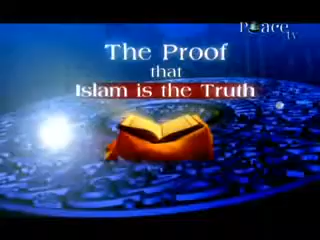 Peace
tv
The Proof
that
Islam is the Truth